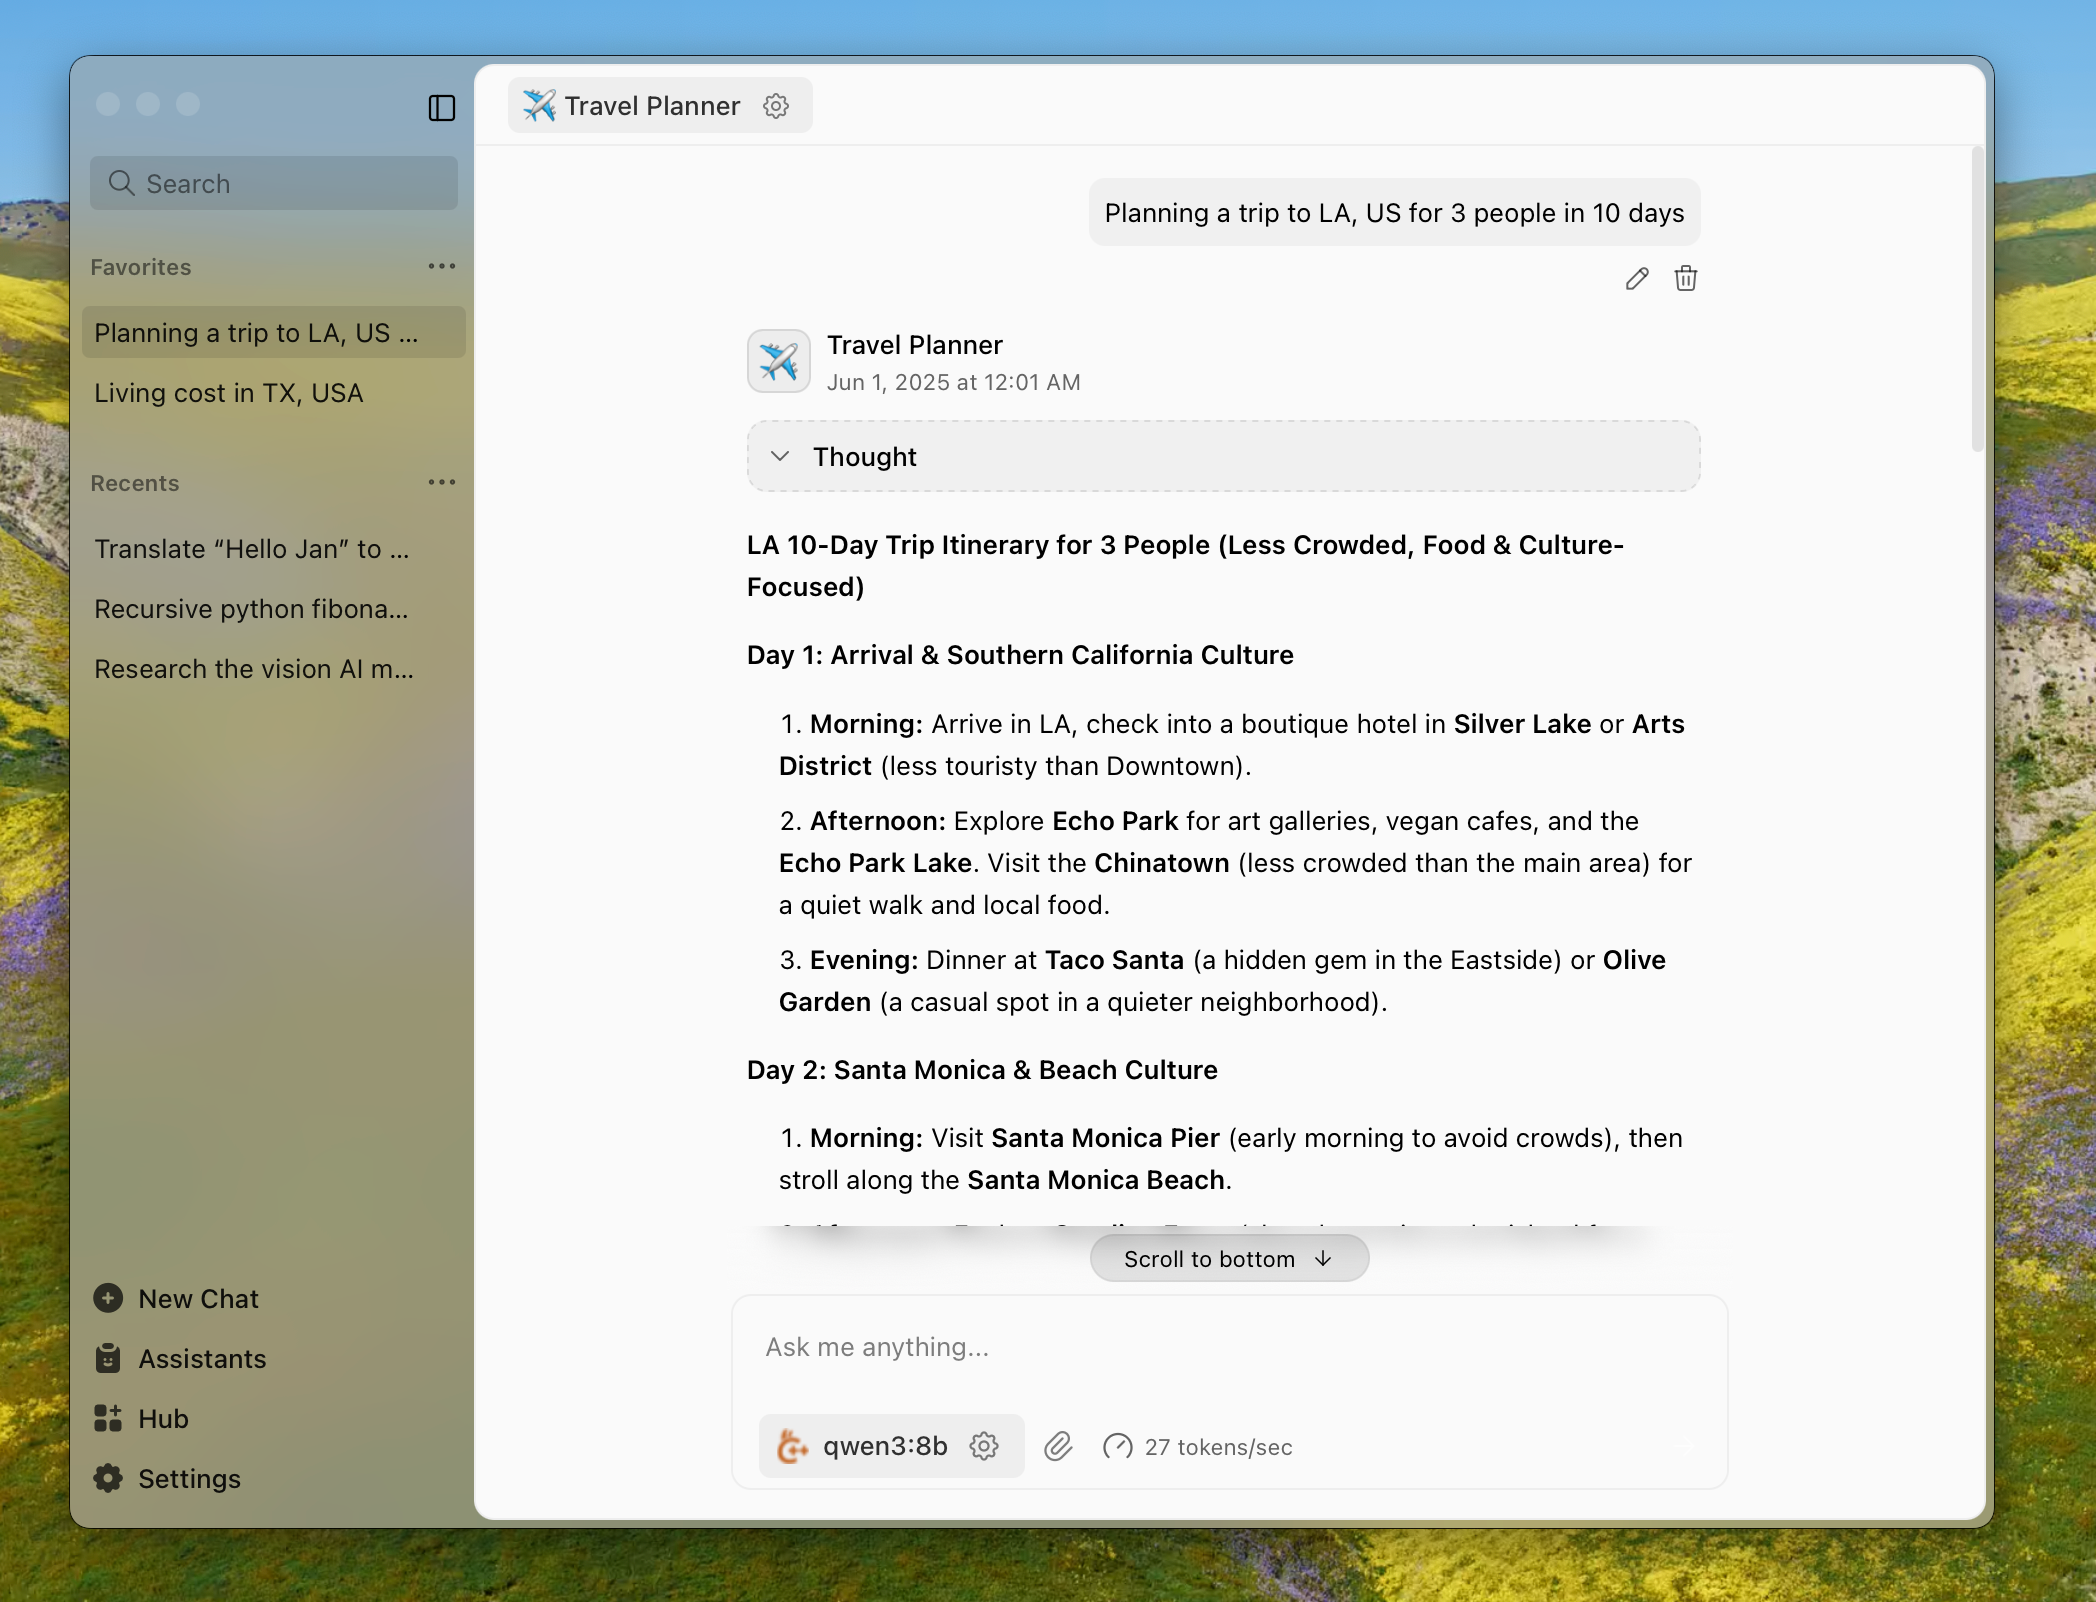 Search
Favorites
Planning a trip to LA, US ...
Living cost in TX, USA
Recents
Translate “Hello Jan” to ...
Recursive python fibona...
Research the vision AI m...
New Chat
Assistants
Hub
Settings
Travel Planner
Planning a trip to LA, US for 3 people in 10 days
Travel Planner
Jun 1, 2025 at 12:01 AM
Thought
LA 10-Day Trip Itinerary for 3 People (Less Crowded, Food & Culture-
Focused)
Day 1: Arrival & Southern California Culture
1. Morning: Arrive in LA, check into a boutique hotel in Silver Lake or Arts
District (less touristy than Downtown).
2. Afternoon: Explore Echo Park for art galleries, vegan cafes, and the
Echo Park Lake. Visit the Chinatown (less crowded than the main area) for
a quiet walk and local food.
3. Evening: Dinner at Taco Santa (a hidden gem in the Eastside) or Olive
Garden (a casual spot in a quieter neighborhood).
Day 2: Santa Monica & Beach Culture
1. Morning: Visit Santa Monica Pier (early morning to avoid crowds), then
stroll along the Santa Monica Beach.
Scroll to bottom
Ask me anything...
qwen3:8b
27 tokens/sec